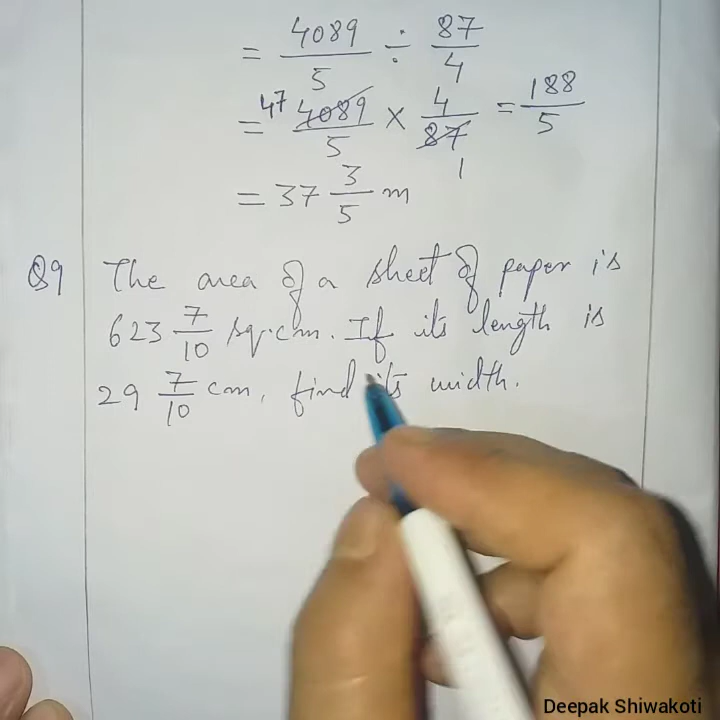 = 4089/5 ÷ 87/4
= 47 4089/5 × 4/87 1 = 188/5
= 37 3/5 m
Q9 The area of a sheet of paper is
623 7/10 sq.cm. If its length is
29 7/10 cm, find its width.
Deepak Shiwakoti